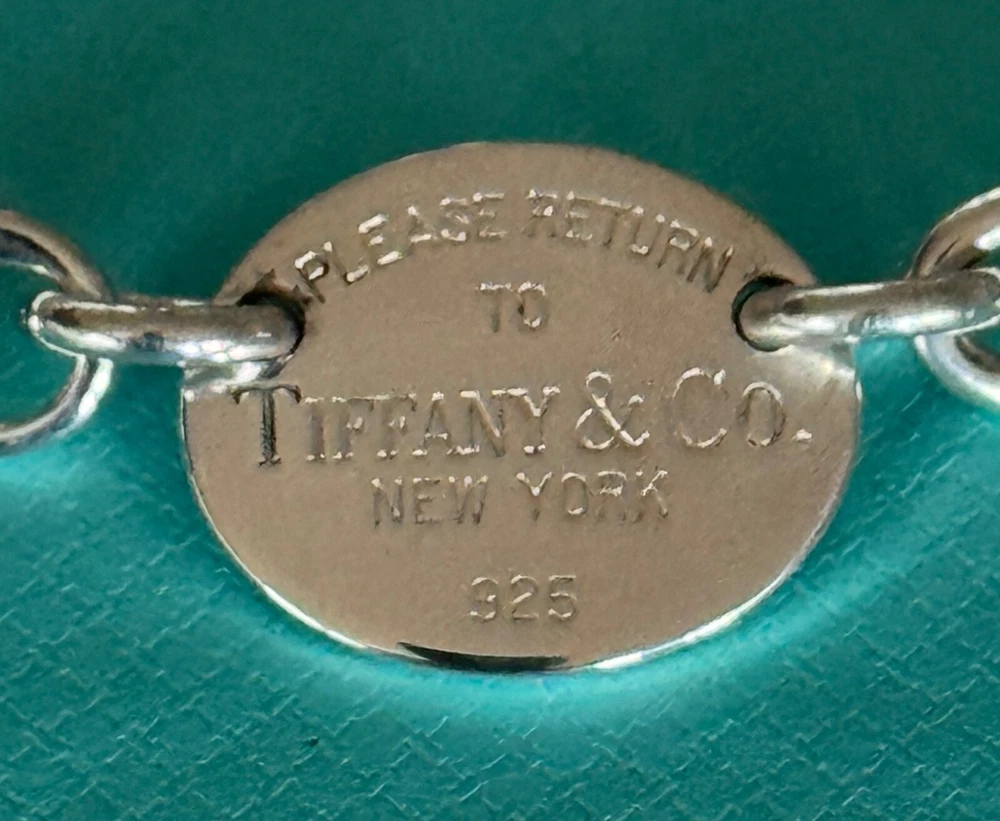 PLEASE RETURN
TO
TIFFANY & CO.
NEW YORK
925